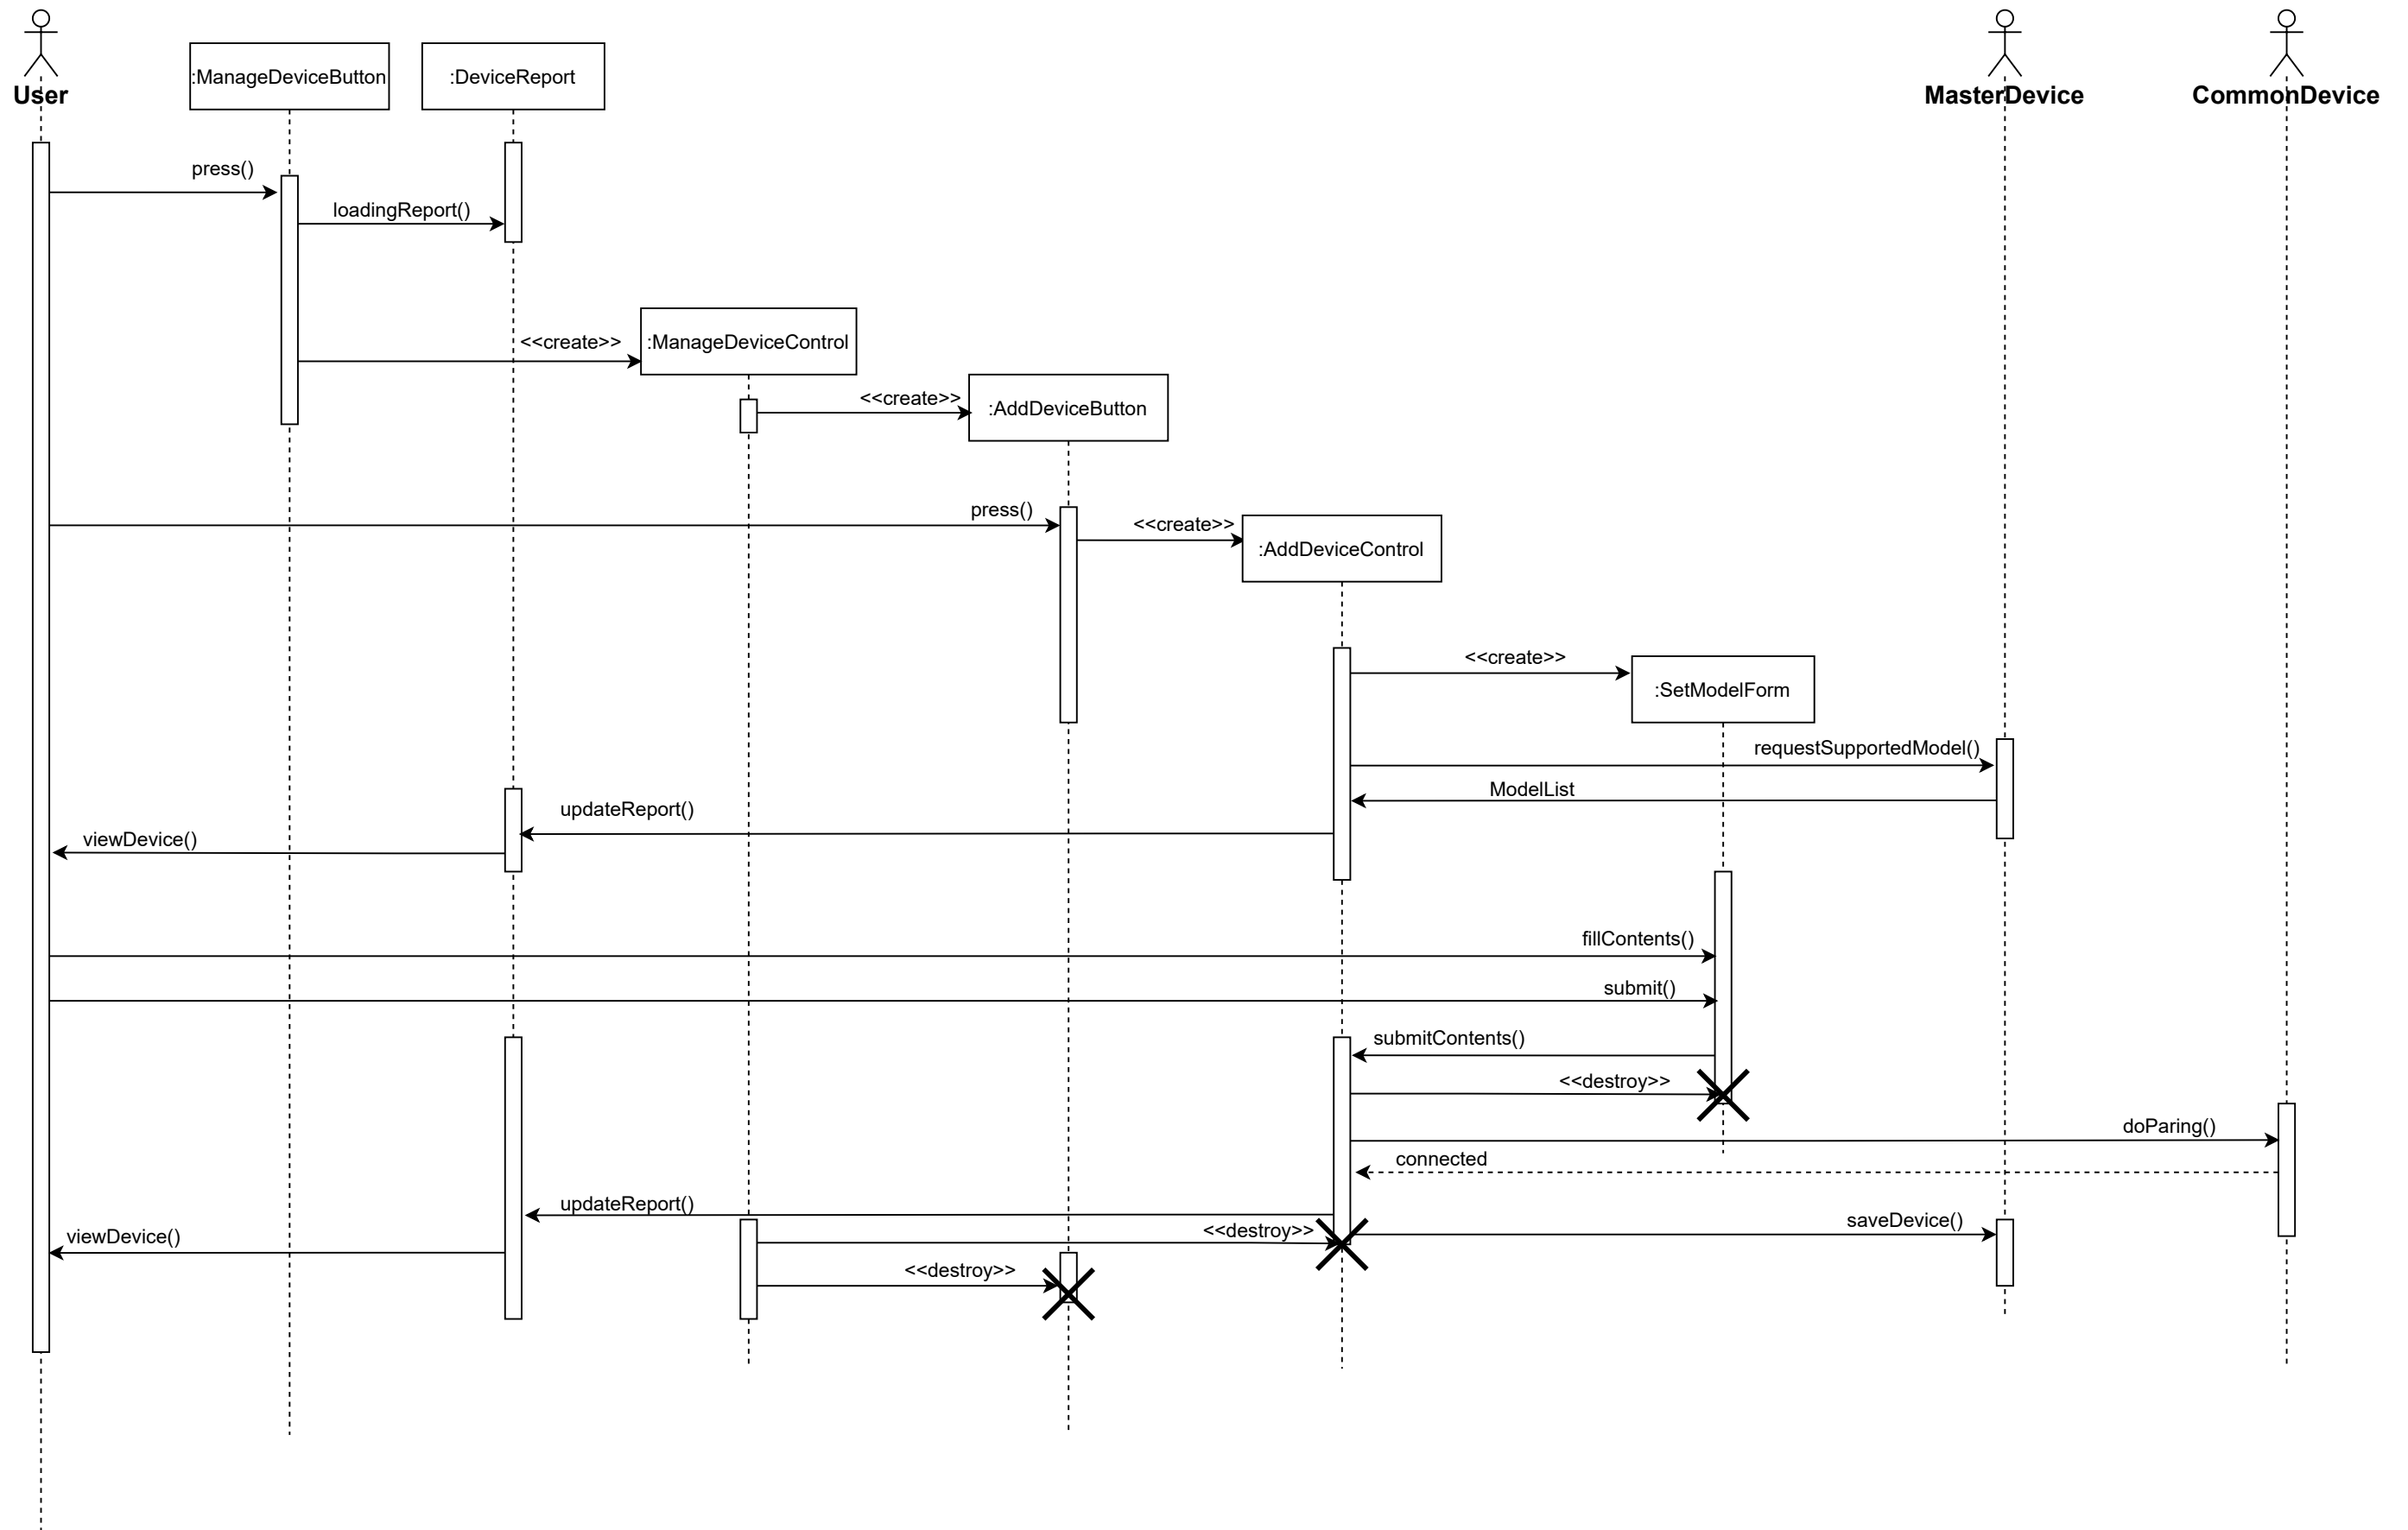 User
:ManageDeviceButton
:DeviceReport
MasterDevice
CommonDevice
press()
loadingReport()
<<create>>
:ManageDeviceControl
<<create>>
:AddDeviceButton
press()
<<create>>
:AddDeviceControl
<<create>>
:SetModelForm
requestSupportedModel()
ModelList
updateReport()
viewDevice()
fillContents()
submit()
submitContents()
<<destroy>>
doParing()
connected
updateReport()
saveDevice()
<<destroy>>
viewDevice()
<<destroy>>